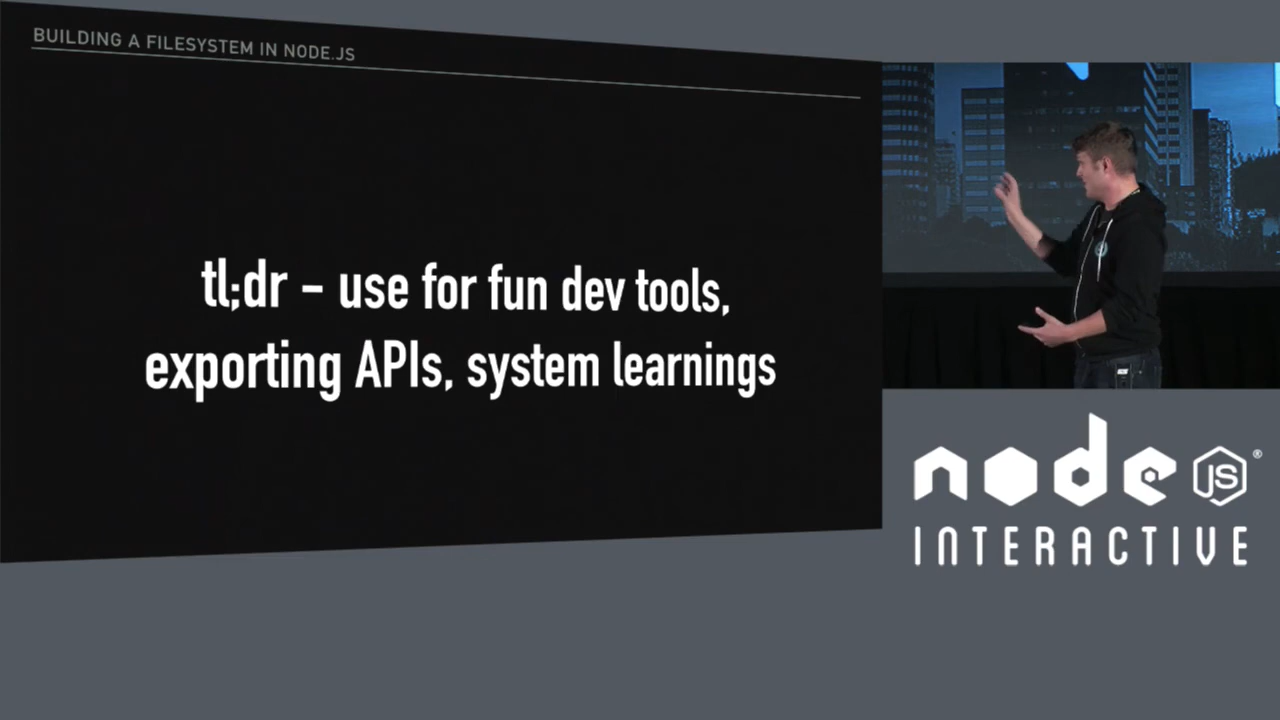 BUILDING A FILESYSTEM IN NODE.JS
tl;dr – use for fun dev tools,
exporting APIs, system learnings
node JS ®
INTERACTIVE